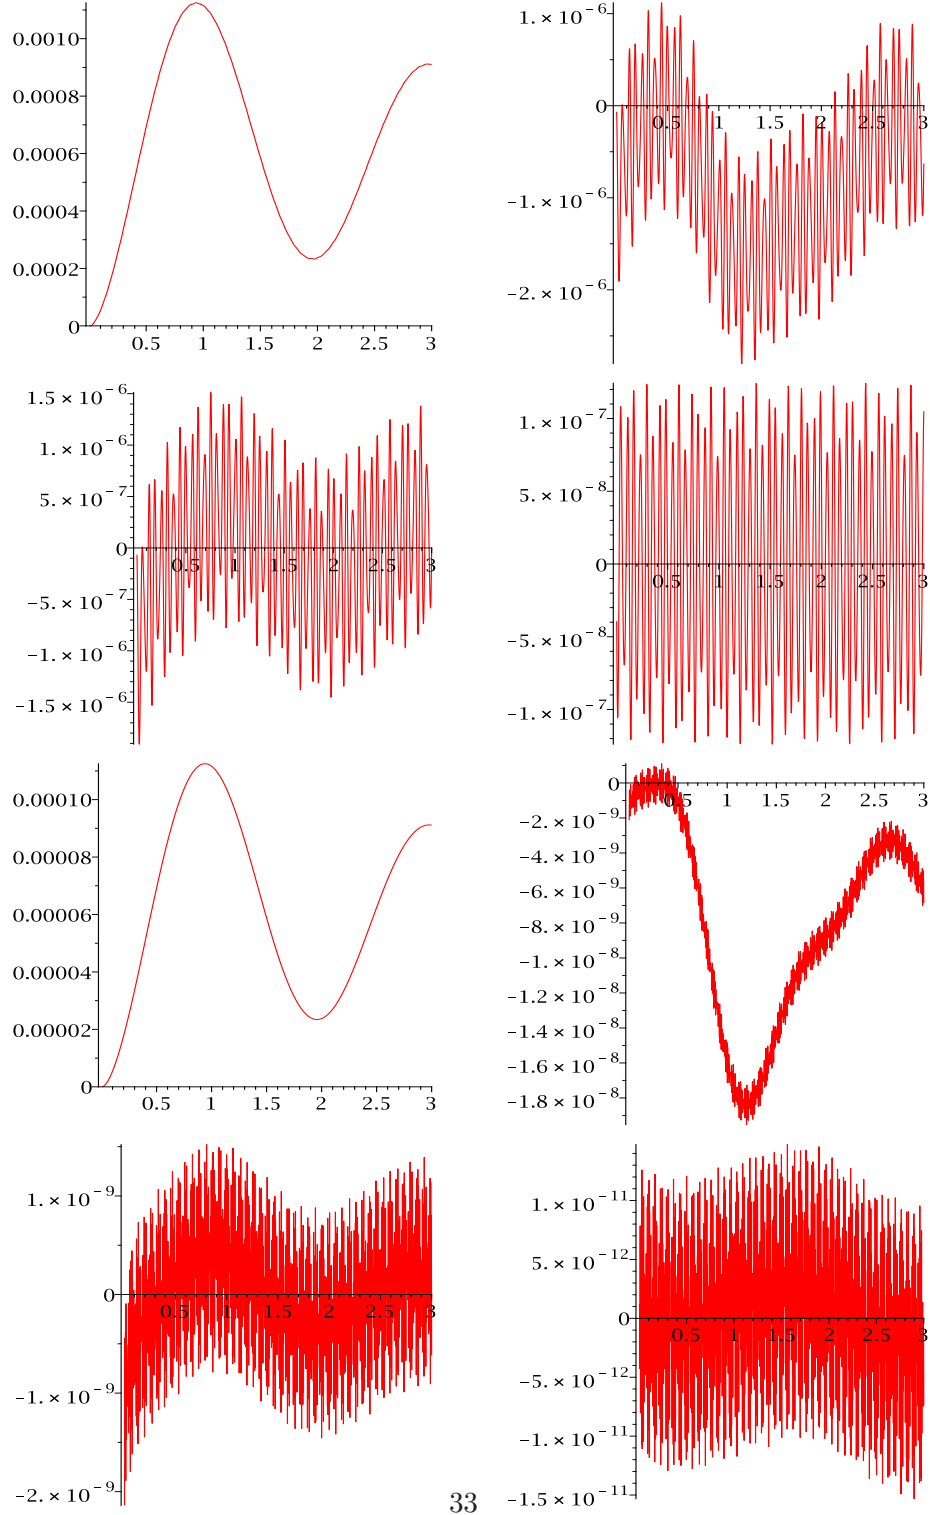 0.0010
0.0008
0.0006
0.0004
0.0002
0
0.5 1 1.5 2 2.5 3
1. × 10⁻⁶
0
-1. × 10⁻⁶
-2. × 10⁻⁶
0.5 1 1.5 2 2.5 3
1.5 × 10⁻⁶
1. × 10⁻⁶
5. × 10⁻⁷
0
-5. × 10⁻⁷
-1. × 10⁻⁶
-1.5 × 10⁻⁶
0.5 1 1.5 2 2.5 3
1. × 10⁻⁷
5. × 10⁻⁸
0
-5. × 10⁻⁸
-1. × 10⁻⁷
0.5 1 1.5 2 2.5 3
0.00010
0.00008
0.00006
0.00004
0.00002
0
0.5 1 1.5 2 2.5 3
0
-2. × 10⁻⁹
-4. × 10⁻⁹
-6. × 10⁻⁹
-8. × 10⁻⁹
-1. × 10⁻⁸
-1.2 × 10⁻⁸
-1.4 × 10⁻⁸
-1.6 × 10⁻⁸
-1.8 × 10⁻⁸
0.5 1 1.5 2 2.5 3
1. × 10⁻⁹
0
-1. × 10⁻⁹
-2. × 10⁻⁹
0.5 1 1.5 2 2.5 3
1. × 10⁻¹¹
5. × 10⁻¹²
0
-5. × 10⁻¹²
-1. × 10⁻¹¹
-1.5 × 10⁻¹¹
0.5 1 1.5 2 2.5 3
33